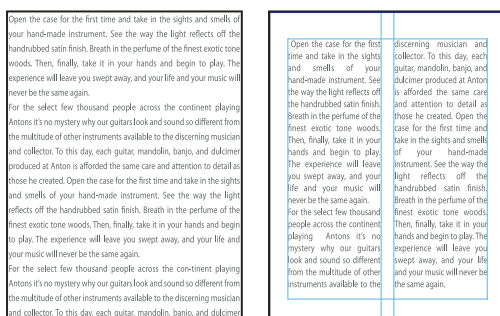 Open the case for the first time and take in the sights and smells of
your hand-made instrument. See the way the light reflects off the
handrubbed satin finish. Breath in the perfume of the finest exotic tone
woods. Then, finally, take it in your hands and begin to play. The
experience will leave you swept away, and your life and your music will
never be the same again.
For the select few thousand people across the continent playing
Antons it's no mystery why our guitars look and sound so different from
the multitude of other instruments available to the discerning musician
and collector. To this day, each guitar, mandolin, banjo, and dulcimer
produced at Anton is afforded the same care and attention to detail as
those he created. Open the case for the first time and take in the sights
and smells of your hand-made instrument. See the way the light
reflects off the handrubbed satin finish. Breath in the perfume of the
finest exotic tone woods. Then, finally, take it in your hands and begin
to play. The experience will leave you swept away, and your life and
your music will never be the same again.
For the select few thousand people across the con-tinent playing
Antons it's no mystery why our guitars look and sound so different from
the multitude of other instruments available to the discerning musician
and collector. To this day, each guitar, mandolin, banjo, and dulcimer
Open the case for the first
time and take in the sights
and smells of your
hand-made instrument. See
the way the light reflects off
the handrubbed satin finish.
Breath in the perfume of the
finest exotic tone woods.
Then, finally, take it in your
hands and begin to play.
The experience will leave
you swept away, and your
life and your music will
never be the same again.
For the select few thousand
people across the continent
playing Antons it's no
mystery why our guitars
look and sound so different
from the multitude of other
instruments available to the
discerning musician and
collector. To this day, each
guitar, mandolin, banjo, and
dulcimer produced at Anton
is afforded the same care
and attention to detail as
those he created. Open the
case for the first time and
take in the sights and smells
of your hand-made
instrument. See the way the
light reflects off the
handrubbed satin finish.
Breath in the perfume of the
finest exotic tone woods.
Then, finally, take it in your
hands and begin to play. The
experience will leave you
swept away, and your life
and your music will never be
the same again.